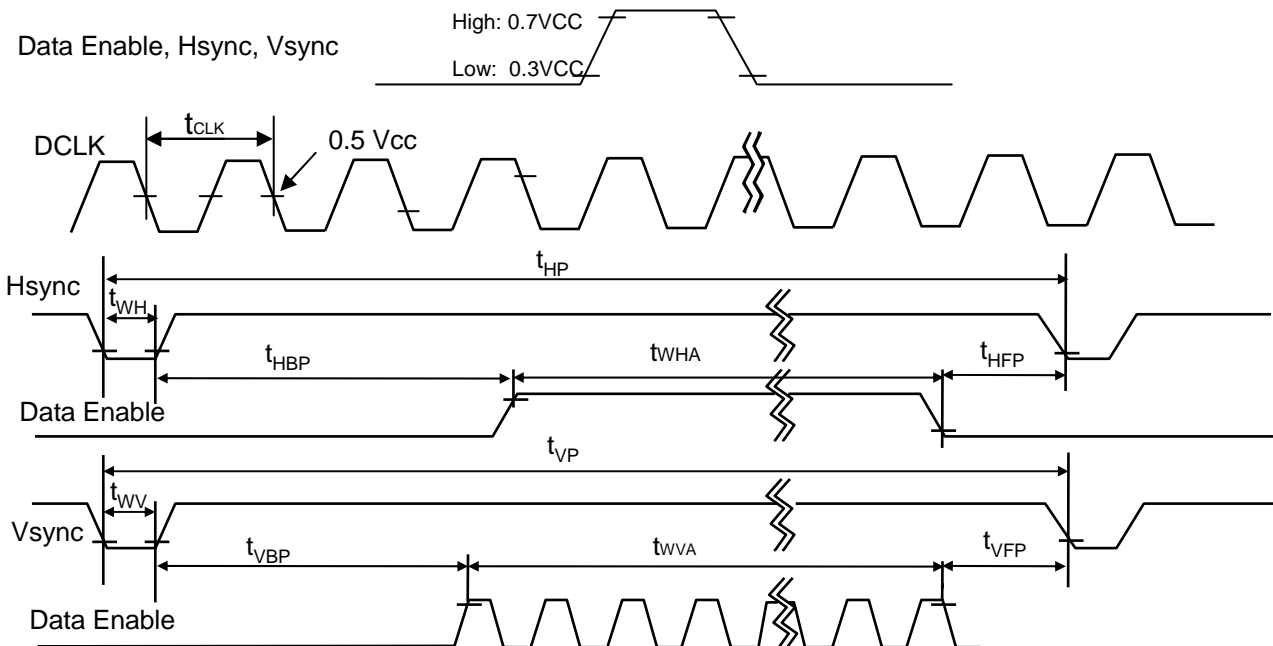 High: 0.7VCC
Data Enable, Hsync, Vsync
Low: 0.3VCC
tCLK
0.5 Vcc
DCLK
tHP
Hsync
tWH
tHBP
tWHA
tHFP
Data Enable
tVP
tWV
Vsync
tVBP
tWVA
tVFP
Data Enable